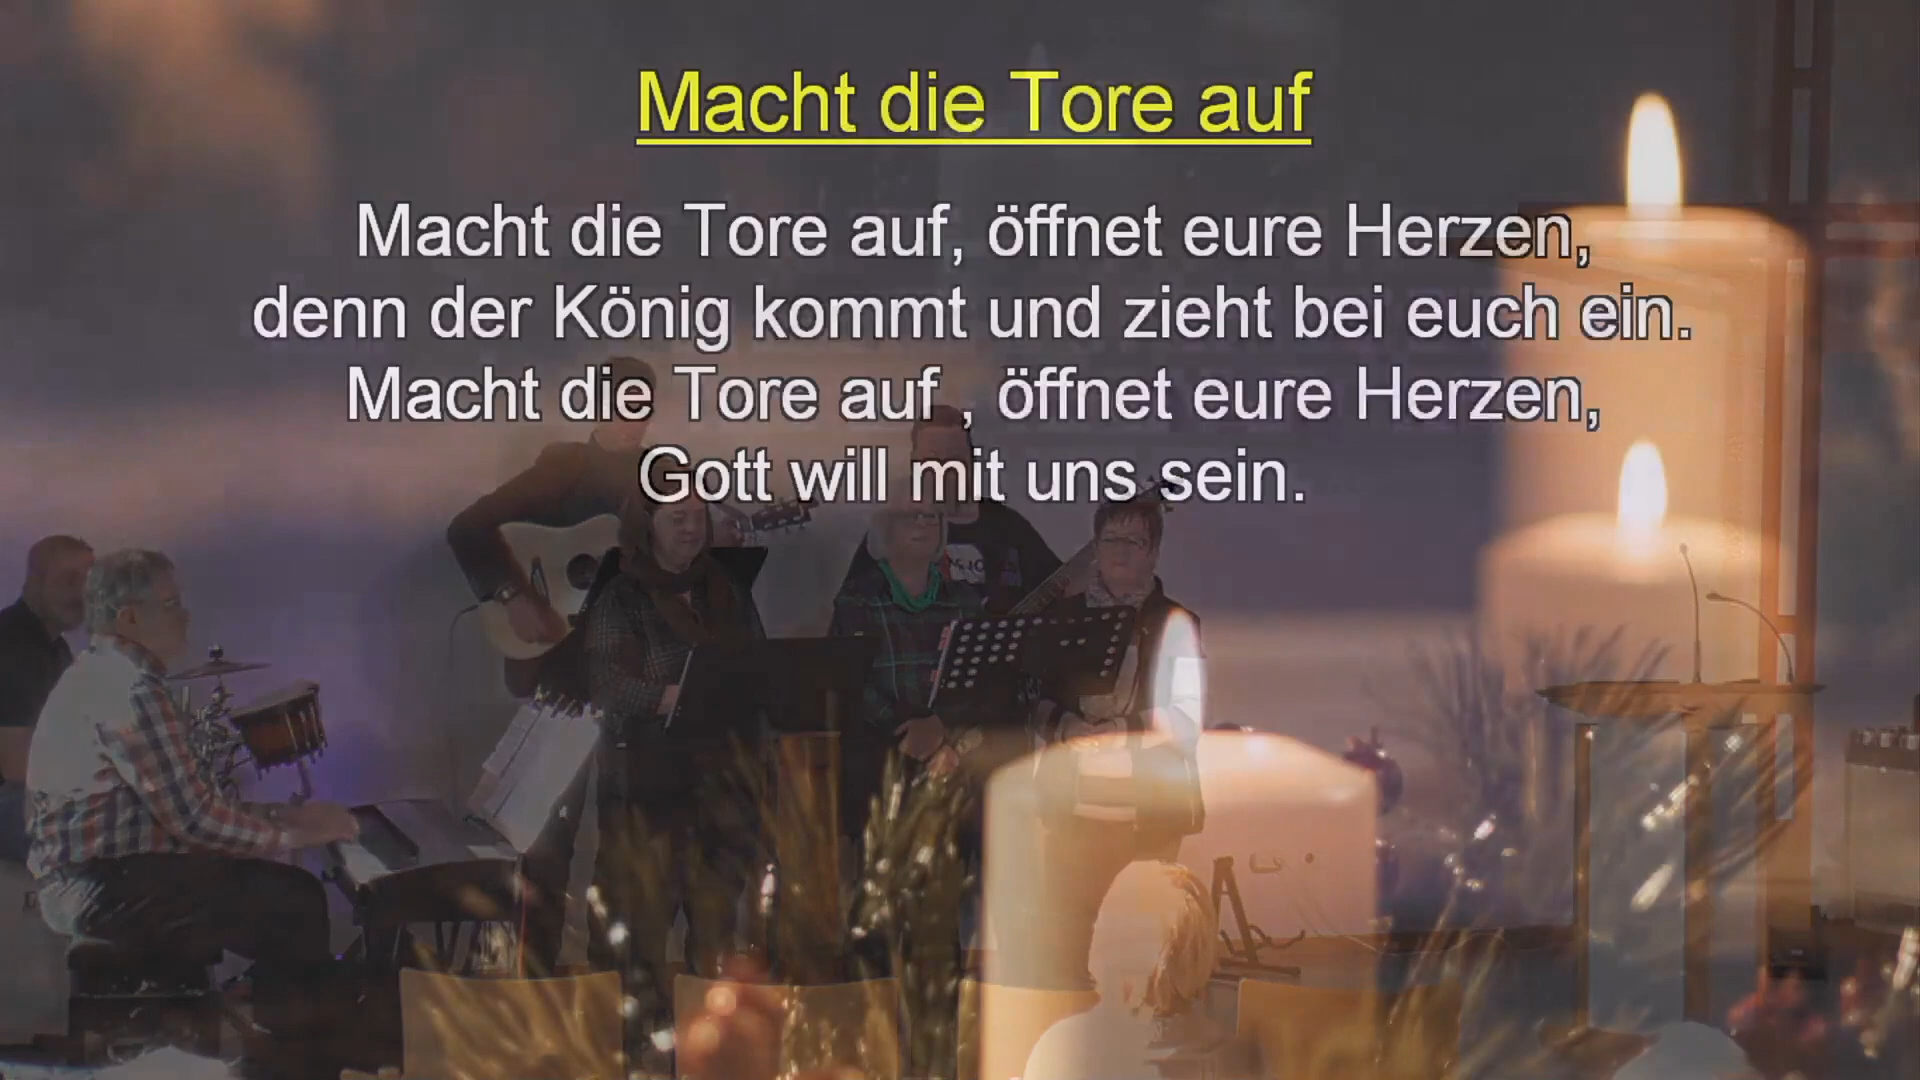 Macht die Tore auf
Macht die Tore auf, öffnet eure Herzen,
denn der König kommt und zieht bei euch ein.
Macht die Tore auf , öffnet eure Herzen,
Gott will mit uns sein.